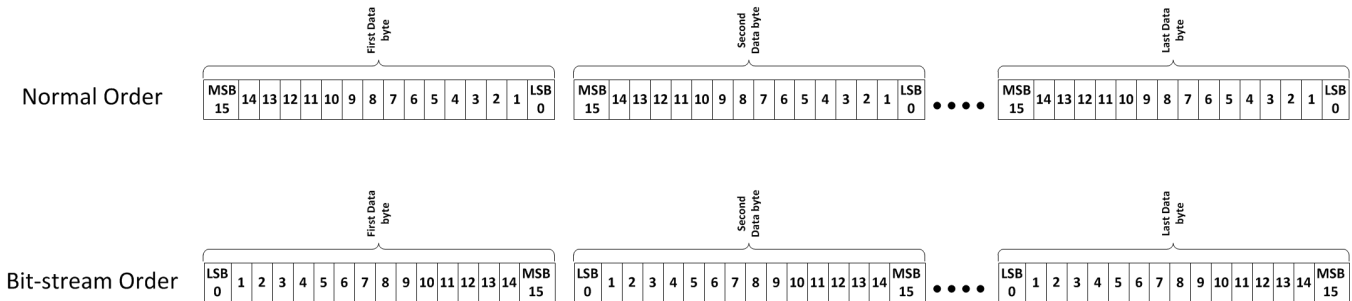 First Data
byte
Second
Data byte
Last Data
byte
Normal Order
MSB 15 14 13 12 11 10 9 8 7 6 5 4 3 2 1 LSB 0
MSB 15 14 13 12 11 10 9 8 7 6 5 4 3 2 1 LSB 0
MSB 15 14 13 12 11 10 9 8 7 6 5 4 3 2 1 LSB 0
First Data
byte
Second
Data byte
Last Data
byte
Bit-stream Order
LSB 0 1 2 3 4 5 6 7 8 9 10 11 12 13 14 MSB 15
LSB 0 1 2 3 4 5 6 7 8 9 10 11 12 13 14 MSB 15
LSB 0 1 2 3 4 5 6 7 8 9 10 11 12 13 14 MSB 15